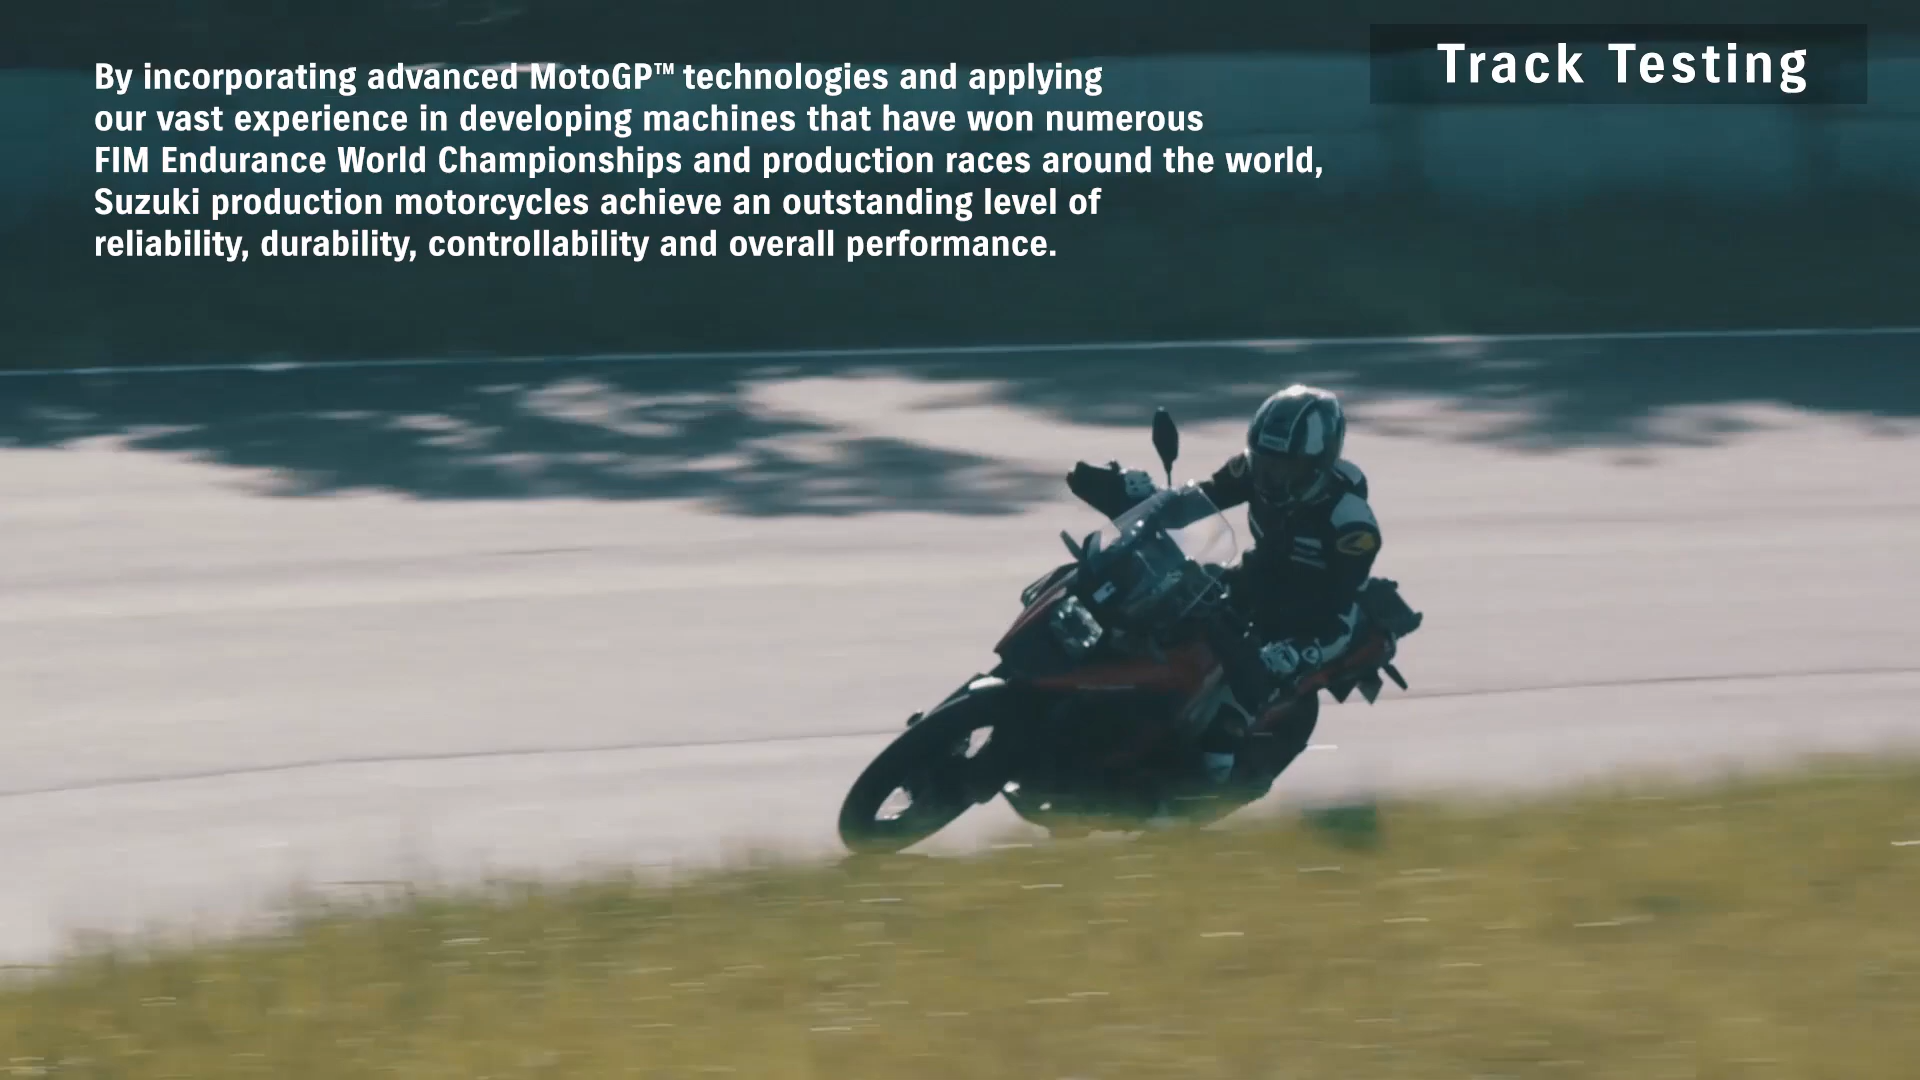 By incorporating advanced MotoGP™ technologies and applying
our vast experience in developing machines that have won numerous
FIM Endurance World Championships and production races around the world,
Suzuki production motorcycles achieve an outstanding level of
reliability, durability, controllability and overall performance.
Track Testing